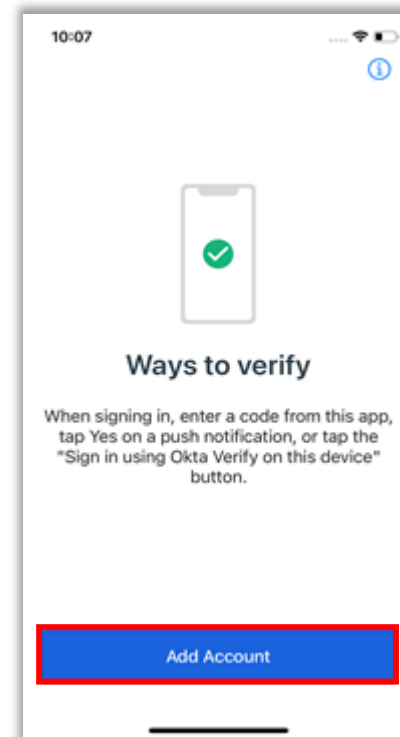 10:07
Ways to verify
When signing in, enter a code from this app,
tap Yes on a push notification, or tap the
"Sign in using Okta Verify on this device"
button.
Add Account